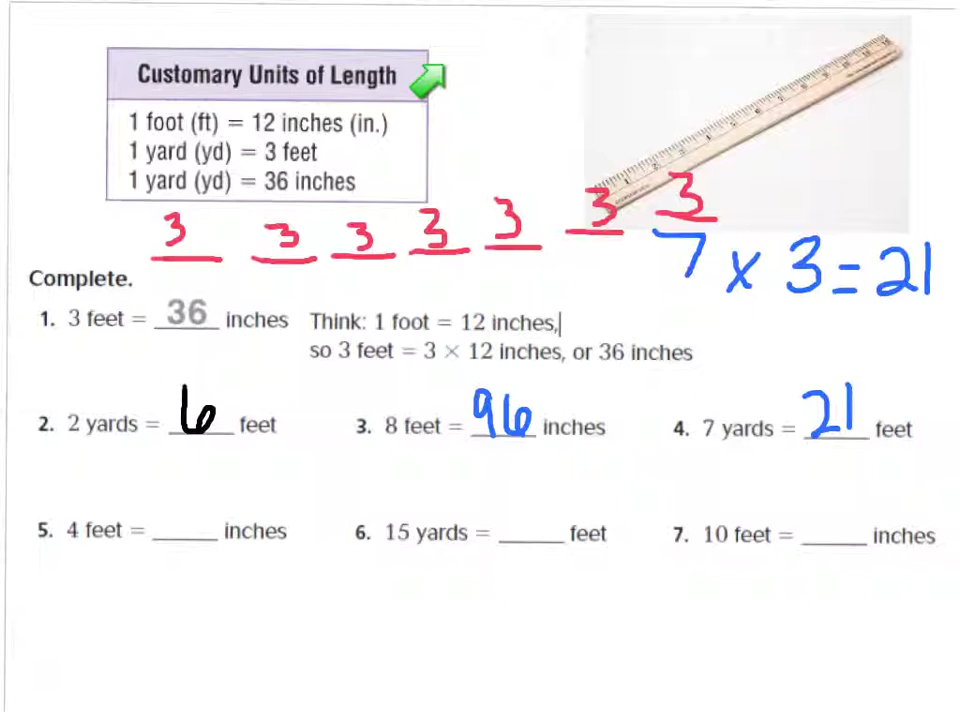 Customary Units of Length
1 foot (ft) = 12 inches (in.)
1 yard (yd) = 3 feet
1 yard (yd) = 36 inches
3 3 3 3 3 3 3
7 x 3 = 21
Complete.
1. 3 feet = 36 inches Think: 1 foot = 12 inches,
so 3 feet = 3 × 12 inches, or 36 inches
2. 2 yards = 6 feet 3. 8 feet = 96 inches 4. 7 yards = 21 feet
5. 4 feet = ______ inches 6. 15 yards = ______ feet 7. 10 feet = ______ inches